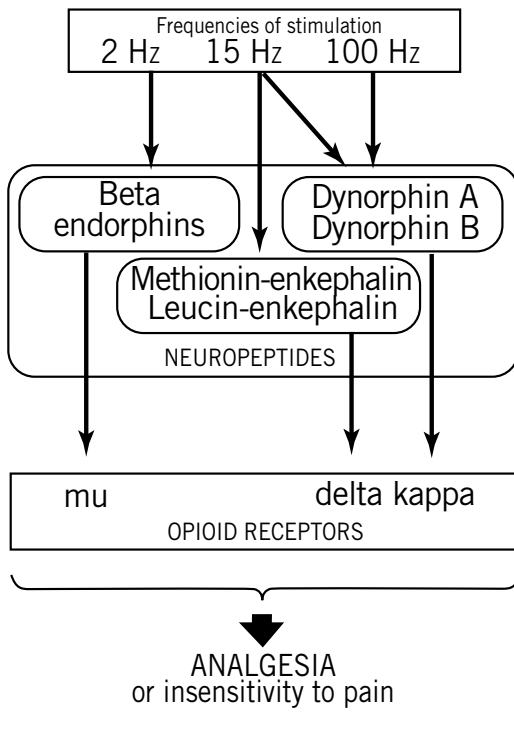 Frequencies of stimulation
2 Hz 15 Hz 100 Hz
Beta
endorphins
Dynorphin A
Dynorphin B
Methionin-enkephalin
Leucin-enkephalin
NEUROPEPTIDES
mu delta kappa
OPIOID RECEPTORS
ANALGESIA
or insensitivity to pain